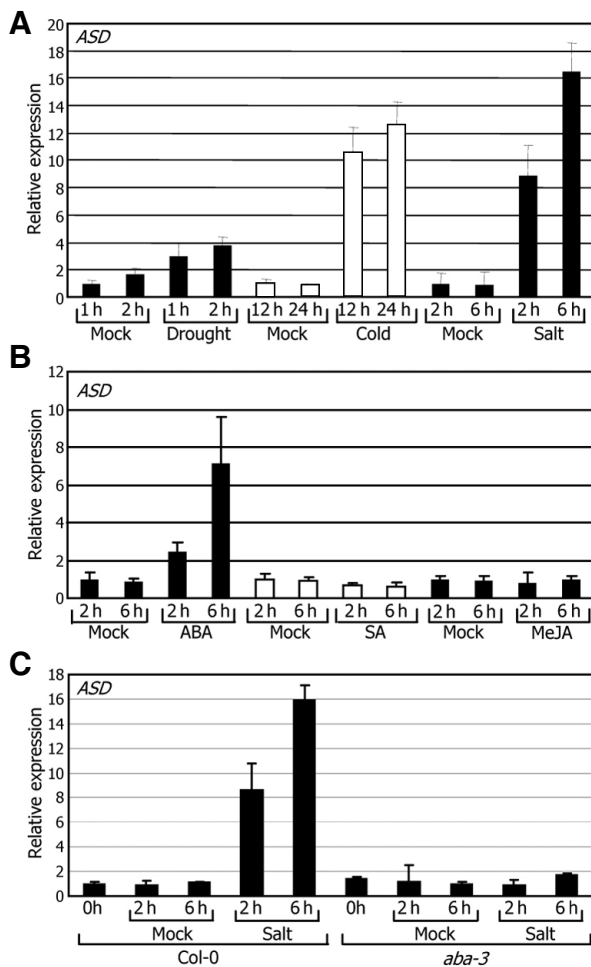 A
ASD
Relative expression
20
18
16
14
12
10
8
6
4
2
0
1 h 2 h 1 h 2 h 12 h 24 h 12 h 24 h 2 h 6 h 2 h 6 h
Mock Drought Mock Cold Mock Salt
B
ASD
Relative expression
12
10
8
6
4
2
0
2 h 6 h 2 h 6 h 2 h 6 h 2 h 6 h 2 h 6 h 2 h 6 h
Mock ABA Mock SA Mock MeJA
C
ASD
Relative expression
18
16
14
12
10
8
6
4
2
0
0h 2 h 6 h 2 h 6 h 0h 2 h 6 h 2 h 6 h
Mock Salt Mock Salt
Col-0 aba-3